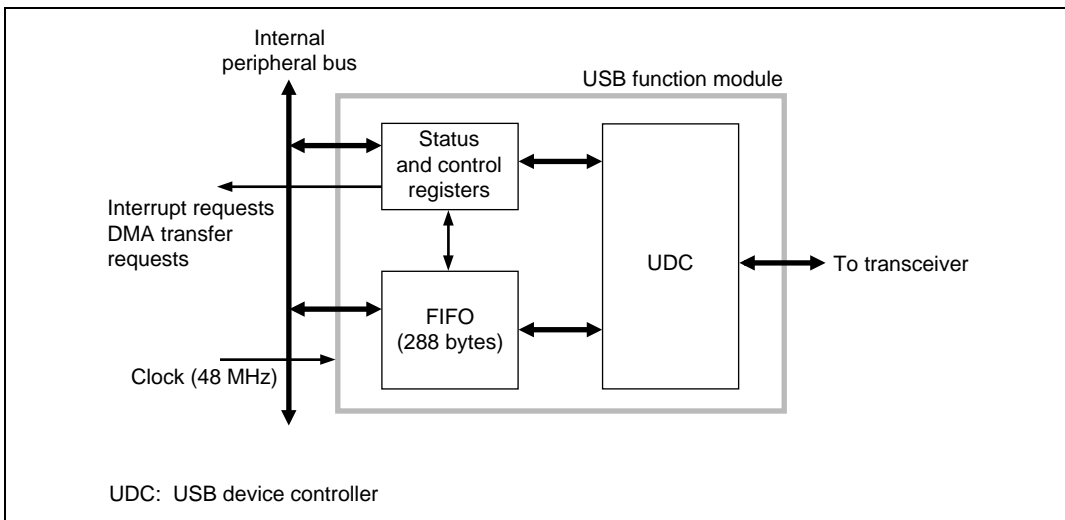 Internal
peripheral bus
USB function module
Status
and control
registers
Interrupt requests
DMA transfer
requests
UDC
To transceiver
FIFO
(288 bytes)
Clock (48 MHz)
UDC: USB device controller